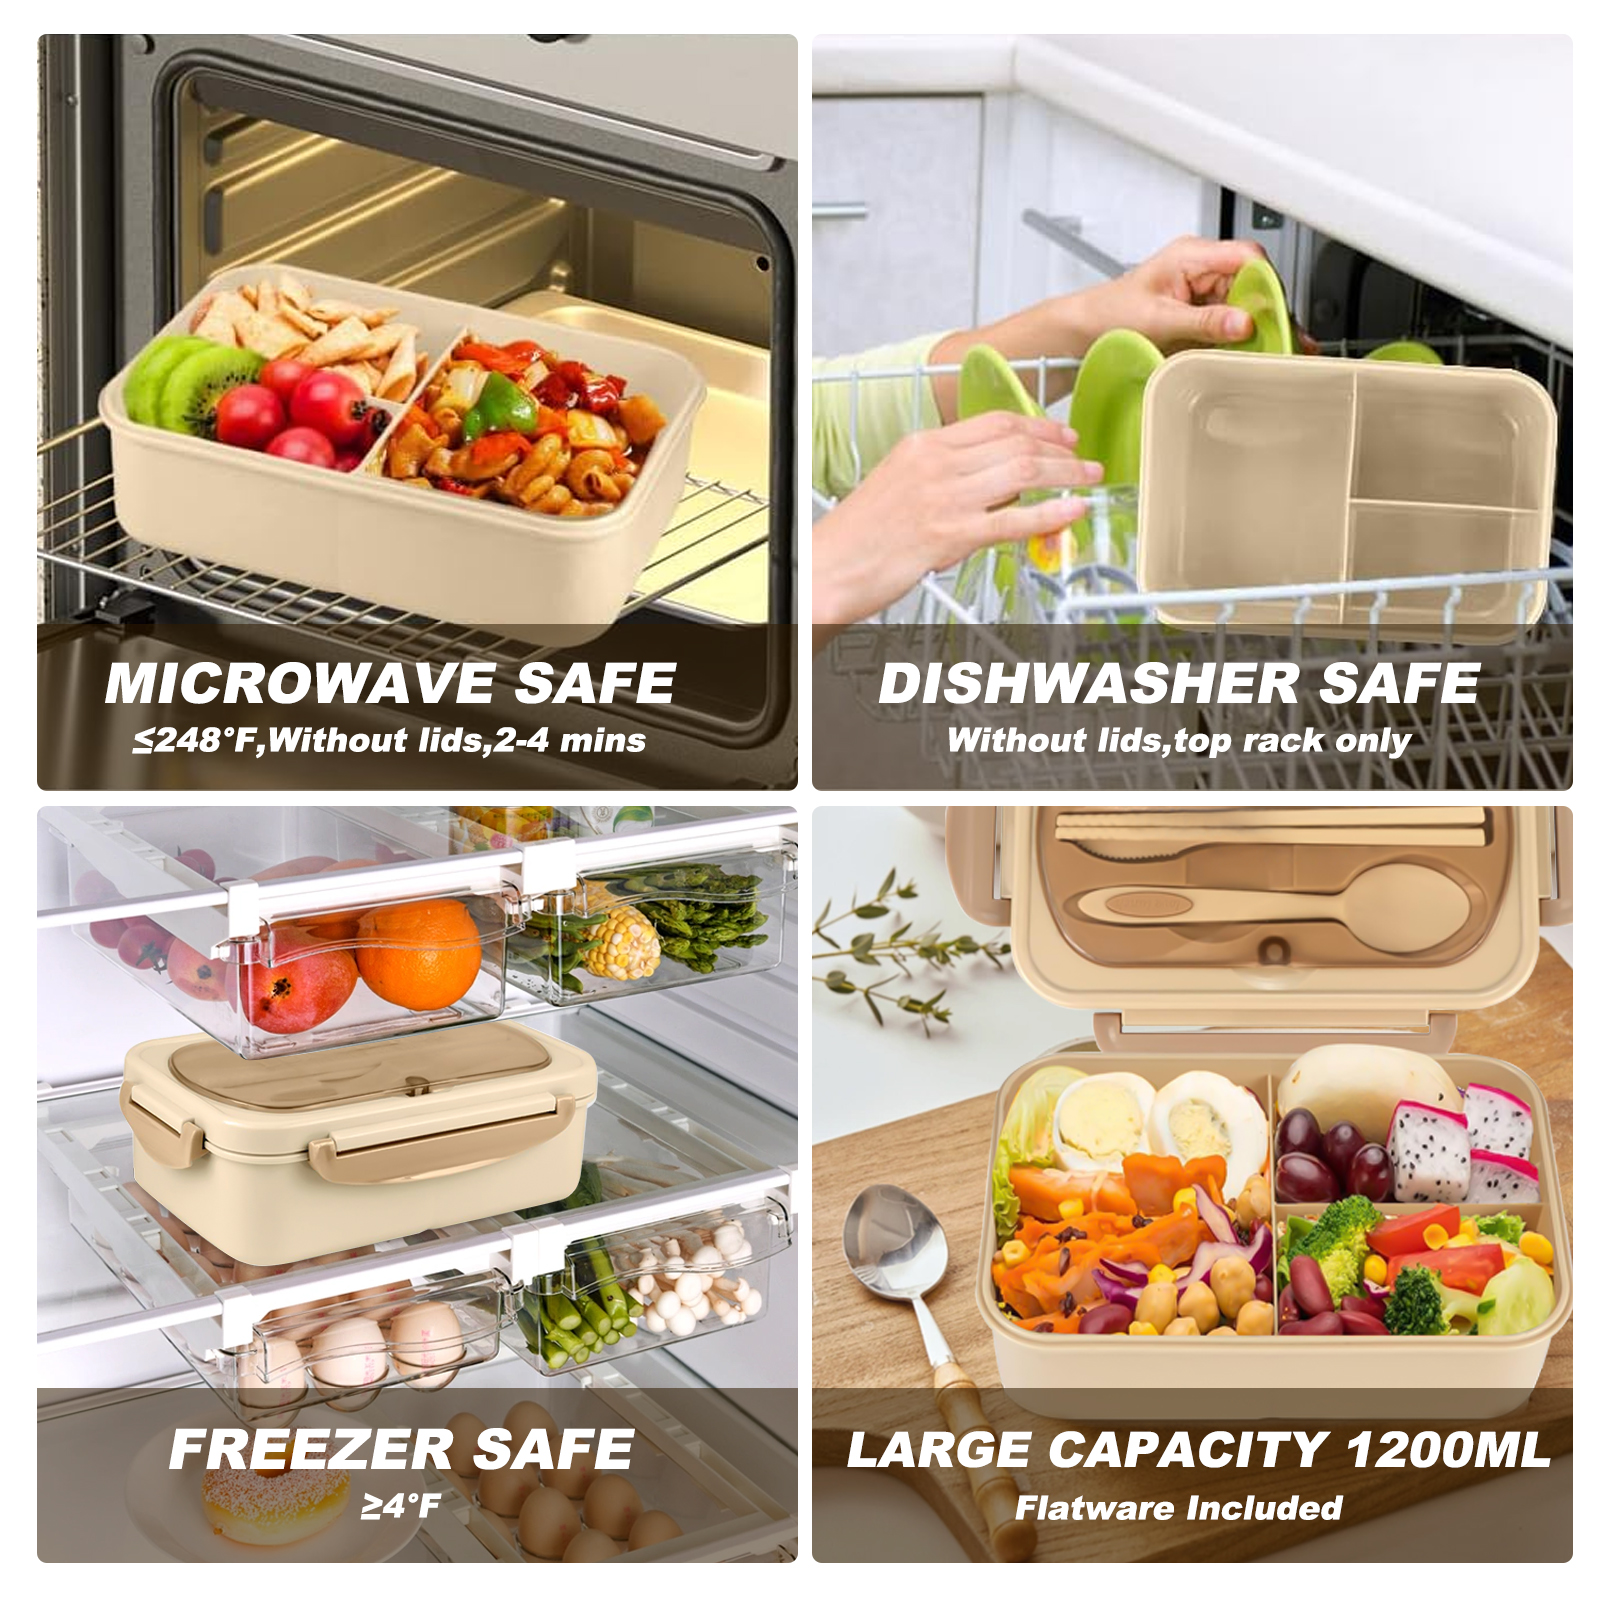 MICROWAVE SAFE
≤248°F,Without lids,2-4 mins
DISHWASHER SAFE
Without lids,top rack only
FREEZER SAFE
≥4°F
LARGE CAPACITY 1200ML
Flatware Included